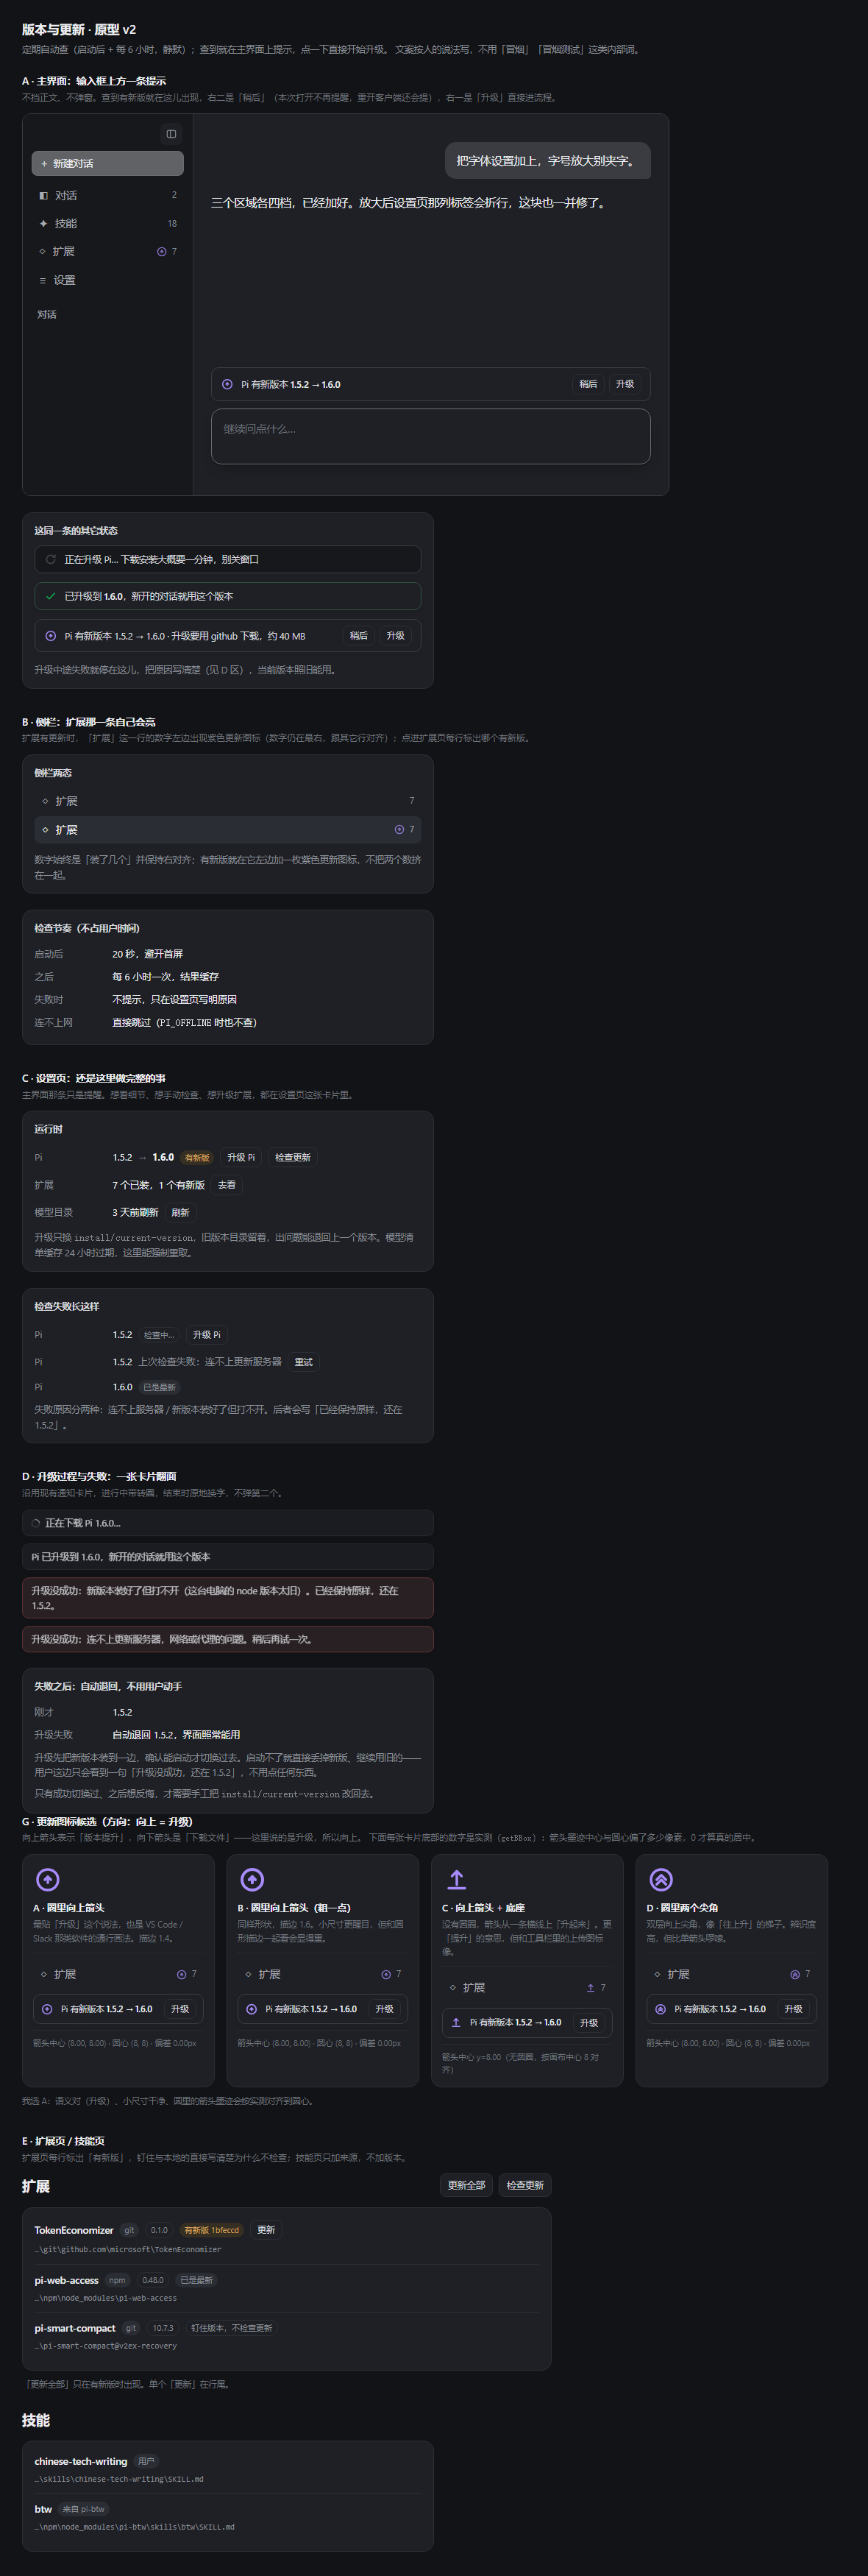 版本与更新 · 原型 v2
定期自动查（启动后 + 每 6 小时，静默）；查到就在主界面上提示，点一下直接开始升级。 文案按人的说法写，不用「冒烟」「冒烟测试」这类内部词。
A · 主界面：输入框上方一条提示
不挡正文、不弹窗。查到有新版就在这儿出现，右二是「稍后」（本次打开不再提醒，重开客户端还会提），右一是「升级」直接进流程。
+ 新建对话
对话 2
技能 18
扩展 7
设置
对话
把字体设置加上，字号放大别夹字。
三个区域各四档，已经加好。放大后设置页那列标签会折行，这块也一并修了。
Pi 有新版本 1.5.2 → 1.6.0 稍后 升级
继续问点什么...
这同一条的其它状态
正在升级 Pi... 下载安装大概要一分钟，别关窗口
已升级到 1.6.0，新开的对话就用这个版本
Pi 有新版本 1.5.2 → 1.6.0 · 升级要用 github 下载，约 40 MB 稍后 升级
升级中途失败就停在这儿，把原因写清楚（见 D 区），当前版本照旧能用。
B · 侧栏：扩展那一条自己会亮
扩展有更新时，「扩展」这一行的数字左边出现紫色更新图标（数字仍在最右，跟其它行对齐）；点进扩展页每行标出哪个有新版。
侧栏两态
扩展 7
扩展 7
数字始终是「装了几个」并保持右对齐；有新版就在它左边加一枚紫色更新图标，不把两个数挤
在一起。
检查节奏（不占用户时间）
启动后 20 秒，避开首屏
之后 每 6 小时一次，结果缓存
失败时 不提示，只在设置页写明原因
连不上网 直接跳过（PI_OFFLINE 时也不查）
C · 设置页：还是这里做完整的事
主界面那条只是提醒。想看细节、想手动检查、想升级扩展，都在设置页这张卡片里。
运行时
Pi 1.5.2 → 1.6.0 有新版 升级 Pi 检查更新
扩展 7 个已装，1 个有新版 去看
模型目录 3 天前刷新 刷新
升级只换 install/current-version，旧版本目录留着，出问题能退回上一个版本。模型清
单缓存 24 小时过期，这里能强制重取。
检查失败长这样
Pi 1.5.2 检查中... 升级 Pi
Pi 1.5.2 上次检查失败：连不上更新服务器 重试
Pi 1.6.0 已是最新
失败原因分两种：连不上服务器 / 新版本装好了但打不开。后者会写「已经保持原样，还在
1.5.2」。
D · 升级过程与失败：一张卡片翻面
沿用现有通知卡片，进行中带转圈，结束时原地换字，不弹第二个。
正在下载 Pi 1.6.0...
Pi 已升级到 1.6.0，新开的对话就用这个版本
升级没成功：新版本装好了但打不开（这台电脑的 node 版本太旧）。已经保持原样，还在
1.5.2。
升级没成功：连不上更新服务器，网络或代理的问题。稍后再试一次。
失败之后：自动退回，不用用户动手
刚才 1.5.2
升级失败 自动退回 1.5.2，界面照常能用
升级先把新版本装到一边，确认能启动才切换过去。启动不了就直接丢掉新版、继续用旧的——
用户这边只会看到一句「升级没成功，还在 1.5.2」，不用点任何东西。
只有成功切换过、之后想反悔，才需要手工把 install/current-version 改回去。
G · 更新图标候选（方向：向上 = 升级）
向上箭头表示「版本提升」，向下箭头是「下载文件」——这里说的是升级，所以向上。 下面每张卡片底部的数字是实测（getBBox）：箭头墨迹中心与圆心偏了多少像素，0 才算真的居中。
A · 圆里向上箭头
最贴「升级」这个说法，也是 VS Code /
Slack 那类软件的通行画法。描边 1.4。
扩展 7
Pi 有新版本 1.5.2 → 1.6.0 升级
箭头中心 (8.00, 8.00) · 圆心 (8, 8) · 偏差 0.00px
B · 圆里向上箭头（粗一点）
同样形状，描边 1.6。小尺寸更醒目，但和圆
形描边一起看会显得重。
扩展 7
Pi 有新版本 1.5.2 → 1.6.0 升级
箭头中心 (8.00, 8.00) · 圆心 (8, 8) · 偏差 0.00px
C · 向上箭头 + 底座
没有圆圈，箭头从一条横线上「升起来」。更
「提升」的意思，但和工具栏里的上传图标
像。
扩展 7
Pi 有新版本 1.5.2 → 1.6.0 升级
箭头中心 y=8.00（无圆圈，按画布中心 8 对
齐）
D · 圆里两个尖角
双层向上尖角，像「往上升」的梯子。辨识度
高，但比单箭头啰嗦。
扩展 7
Pi 有新版本 1.5.2 → 1.6.0 升级
箭头中心 (8.00, 8.00) · 圆心 (8, 8) · 偏差 0.00px
我选 A：语义对（升级）、小尺寸干净、圆里的箭头墨迹会按实测对齐到圆心。
E · 扩展页 / 技能页
扩展页每行标出「有新版」，钉住与本地的直接写清楚为什么不检查；技能页只加来源，不加版本。
扩展 更新全部 检查更新
TokenEconomizer git 0.1.0 有新版 1bfeccd 更新
…\git\github.com\microsoft\TokenEconomizer
pi-web-access npm 0.48.0 已是最新
…\npm\node_modules\pi-web-access
pi-smart-compact git 10.7.3 钉住版本，不检查更新
…\pi-smart-compact@v2ex-recovery
「更新全部」只在有新版时出现。单个「更新」在行尾。
技能
chinese-tech-writing 用户
…\skills\chinese-tech-writing\SKILL.md
btw 来自 pi-btw
…\npm\node_modules\pi-btw\skills\btw\SKILL.md